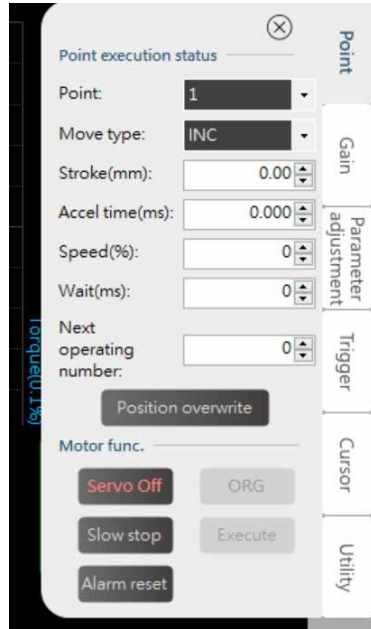 Point execution status
Point:
1
Move type:
INC
Stroke(mm):
0.00
Accel time(ms):
0.000
Speed(%):
0
Wait(ms):
0
Next
operating
number:
0
Position overwrite
Motor func.
Servo Off
ORG
Slow stop
Execute
Alarm reset
Point
Gain
Parameter
adjustment
Trigger
Cursor
Utility
Torque(0.1%)